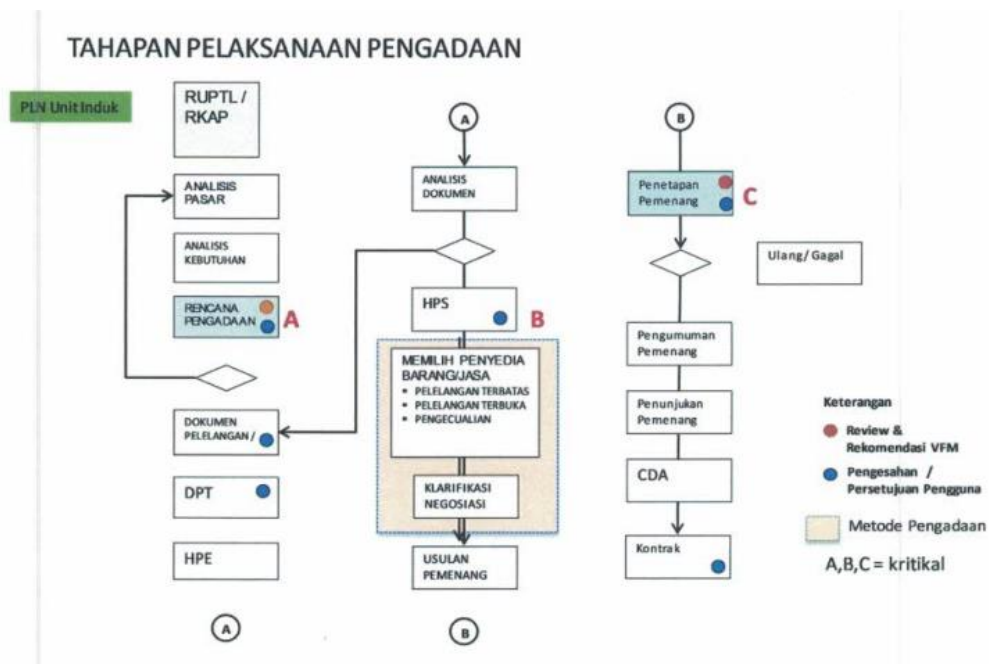 TAHAPAN PELAKSANAAN PENGADAAN
PLN Unit Induk
RUPTL /
RKAP
ANALISIS
PASAR
ANALISIS
KEBUTUHAN
RENCANA
PENGADAAN
A
DOKUMEN
PELELANGAN /
DPT
HPE
A
A
ANALISIS
DOKUMEN
HPS
B
MEMILIH PENYEDIA
BARANG/JASA
• PELELANGAN TERBATAS
• PELELANGAN TERBUKA
• PENGECUALIAN
KLARIFIKASI
NEGOSIASI
USULAN
PEMENANG
B
B
Penetapan
Pemenang
C
Ulang/ Gagal
Pengumuman
Pemenang
Penunjukan
Pemenang
CDA
Kontrak
Keterangan
Review &
Rekomendasi VFM
Pengesahan /
Persetujuan Pengguna
Metode Pengadaan
A,B,C = kritikal